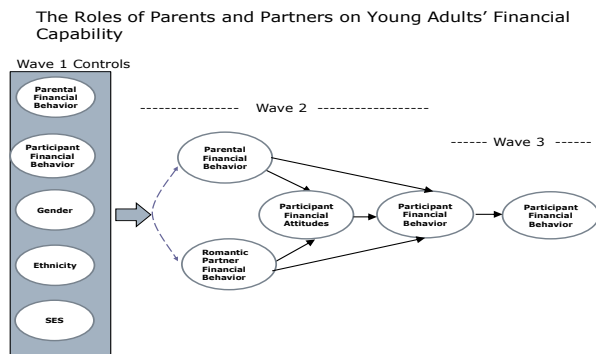 The Roles of Parents and Partners on Young Adults' Financial
Capability
Wave 1 Controls
Parental
Financial
Behavior
Participant
Financial
Behavior
Gender
Ethnicity
SES
Wave 2
Parental
Financial
Behavior
Participant
Financial
Attitudes
Romantic
Partner
Financial
Behavior
Participant
Financial
Behavior
Wave 3
Participant
Financial
Behavior